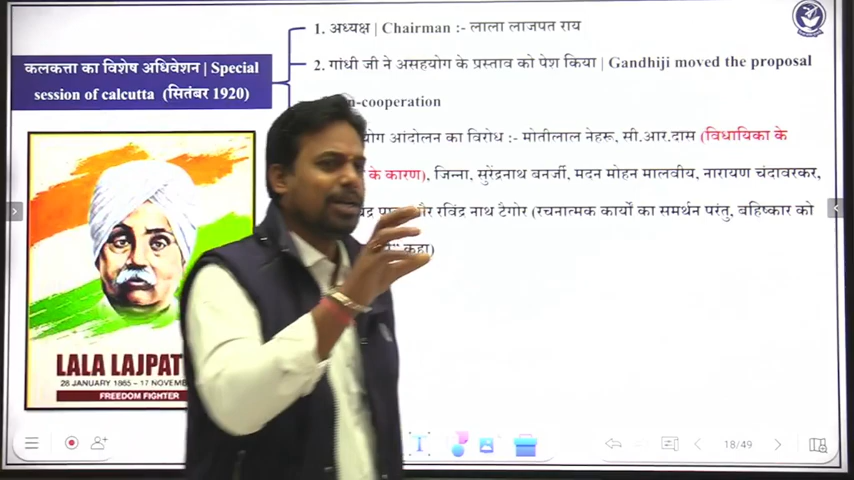 कलकत्ता का विशेष अधिवेशन | Special
session of calcutta (सितंबर 1920)
1. अध्यक्ष | Chairman :- लाला लाजपत राय
2. गांधी जी ने असहयोग के प्रस्ताव को पेश किया | Gandhiji moved the proposal
n-cooperation
योग आंदोलन का विरोध :- मोतीलाल नेहरू, सी.आर.दास (विधायिका के
के कारण), जिन्ना, सुरेंद्रनाथ बनर्जी, मदन मोहन मालवीय, नारायण चंदावरकर,
और रविंद्र नाथ टैगोर (रचनात्मक कार्यों का समर्थन परंतु, बहिष्कार को
कहा)
LALA LAJPAT
28 JANUARY 1865 - 17 NOVEM
FREEDOM FIGHTER
18/49